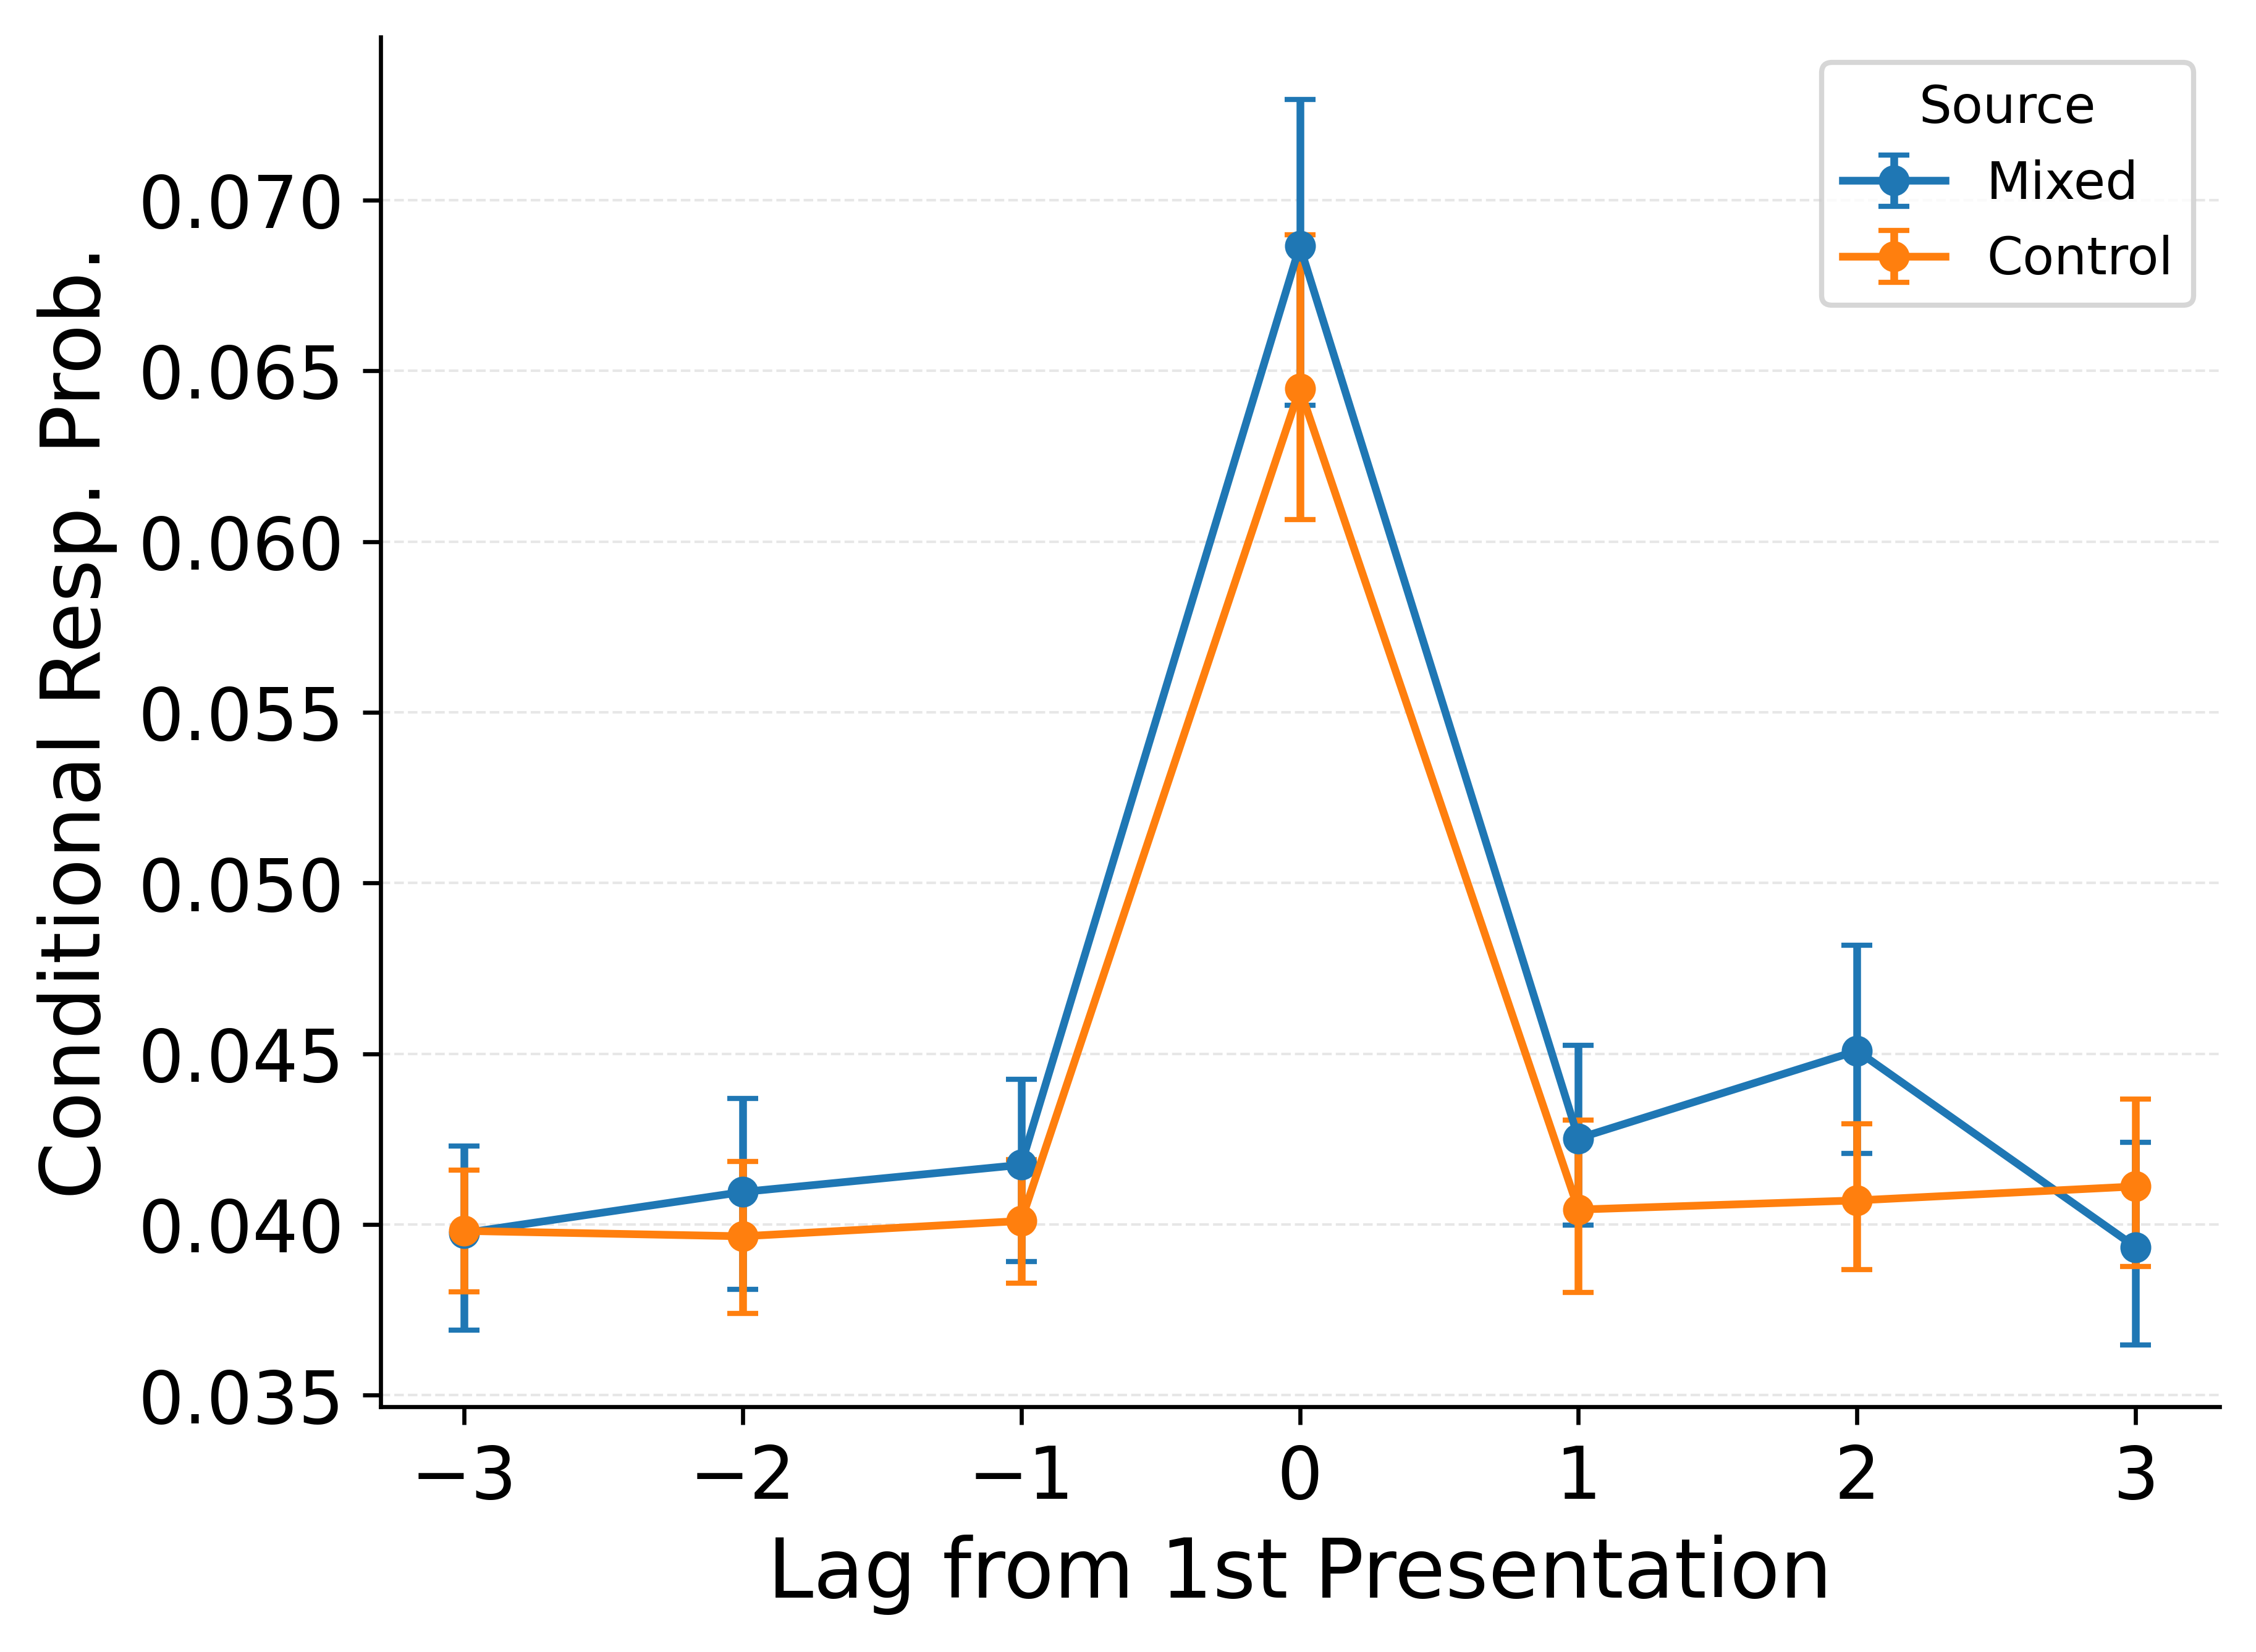 Source
Mixed
Control
Conditional Resp. Prob.
0.070
0.065
0.060
0.055
0.050
0.045
0.040
0.035
−3 −2 −1 0 1 2 3
Lag from 1st Presentation